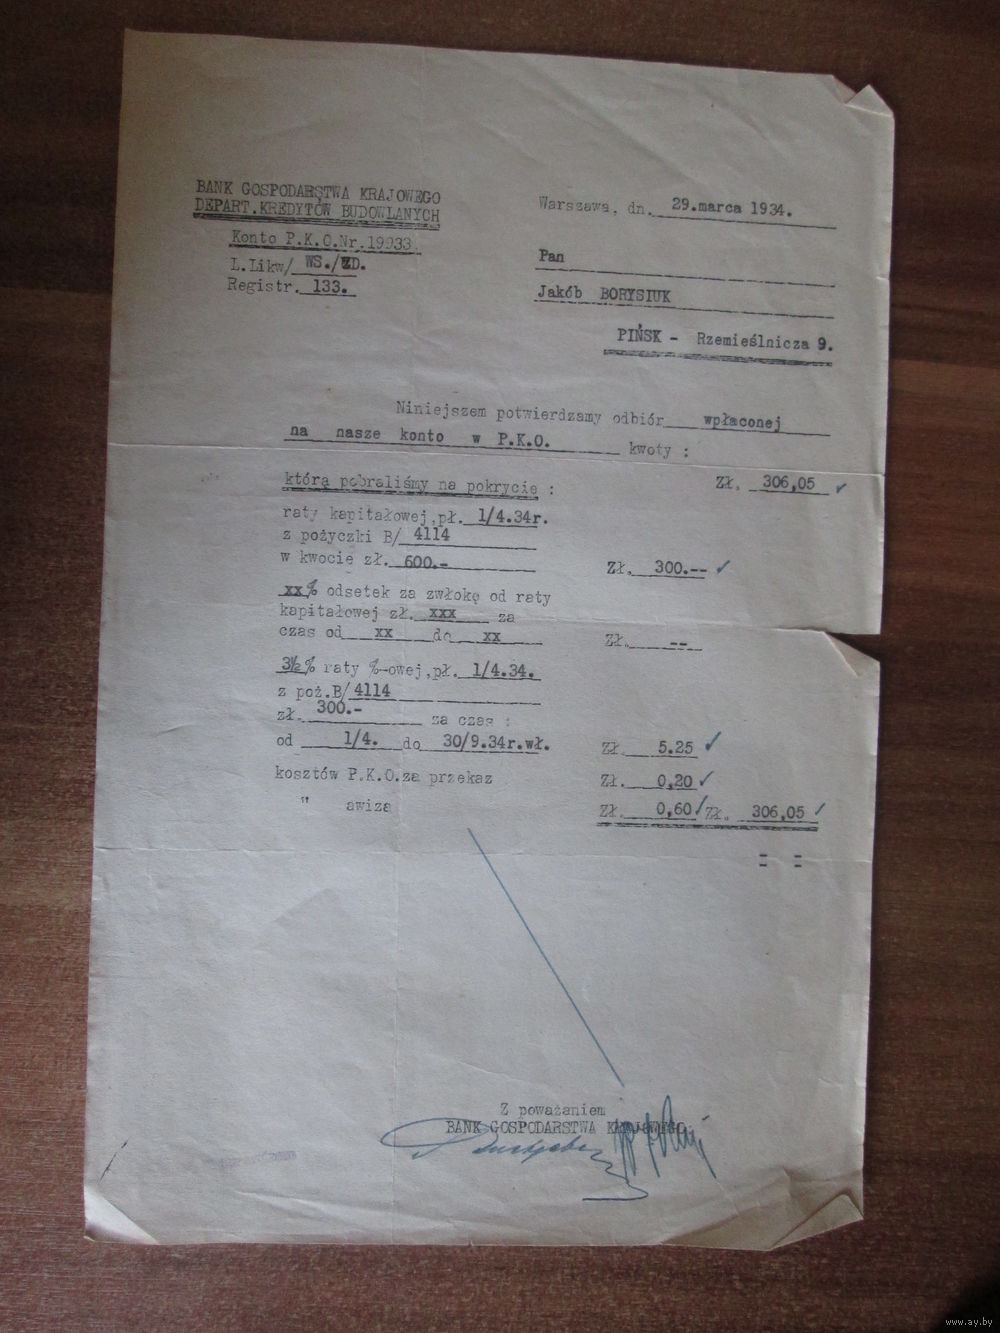 BANK GOSPODARSTWA KRAJOWEGO
DEPART.KREDYTÓW BUDOWLANYCH
Konto P.K.O.Nr.19933.
L.Likw/ WS./ZD.
Registr. 133.
Warszawa, dn. 29.marca 1934.
Pan
Jakób BORYSIUK
PIŃSK - Rzemieślnicza 9.
Niniejszem potwierdzamy odbiór wpłaconej
na nasze konto w P.K.O. kwoty :
którą pobraliśmy na pokrycie : Zł. 306,05
raty kapitałowej,pł. 1/4.34r.
z pożyczki B/ 4114
w kwocie zł. 600.- Zł. 300.--
xx% odsetek za zwłokę od raty
kapitałowej zł. xxx za
czas od xx do xx Zł. --
3½% raty %-owej,pł. 1/4.34.
z poż.B/4114
zł. 300.- za czas :
od 1/4. do 30/9.34r.wł. Zł. 5.25
kosztów P.K.O.za przekaz Zł. 0,20
" awiza Zł. 0,60 Zł. 306,05
= =
Z poważaniem
BANK GOSPODARSTWA KRAJOWEGO
www.ay.by